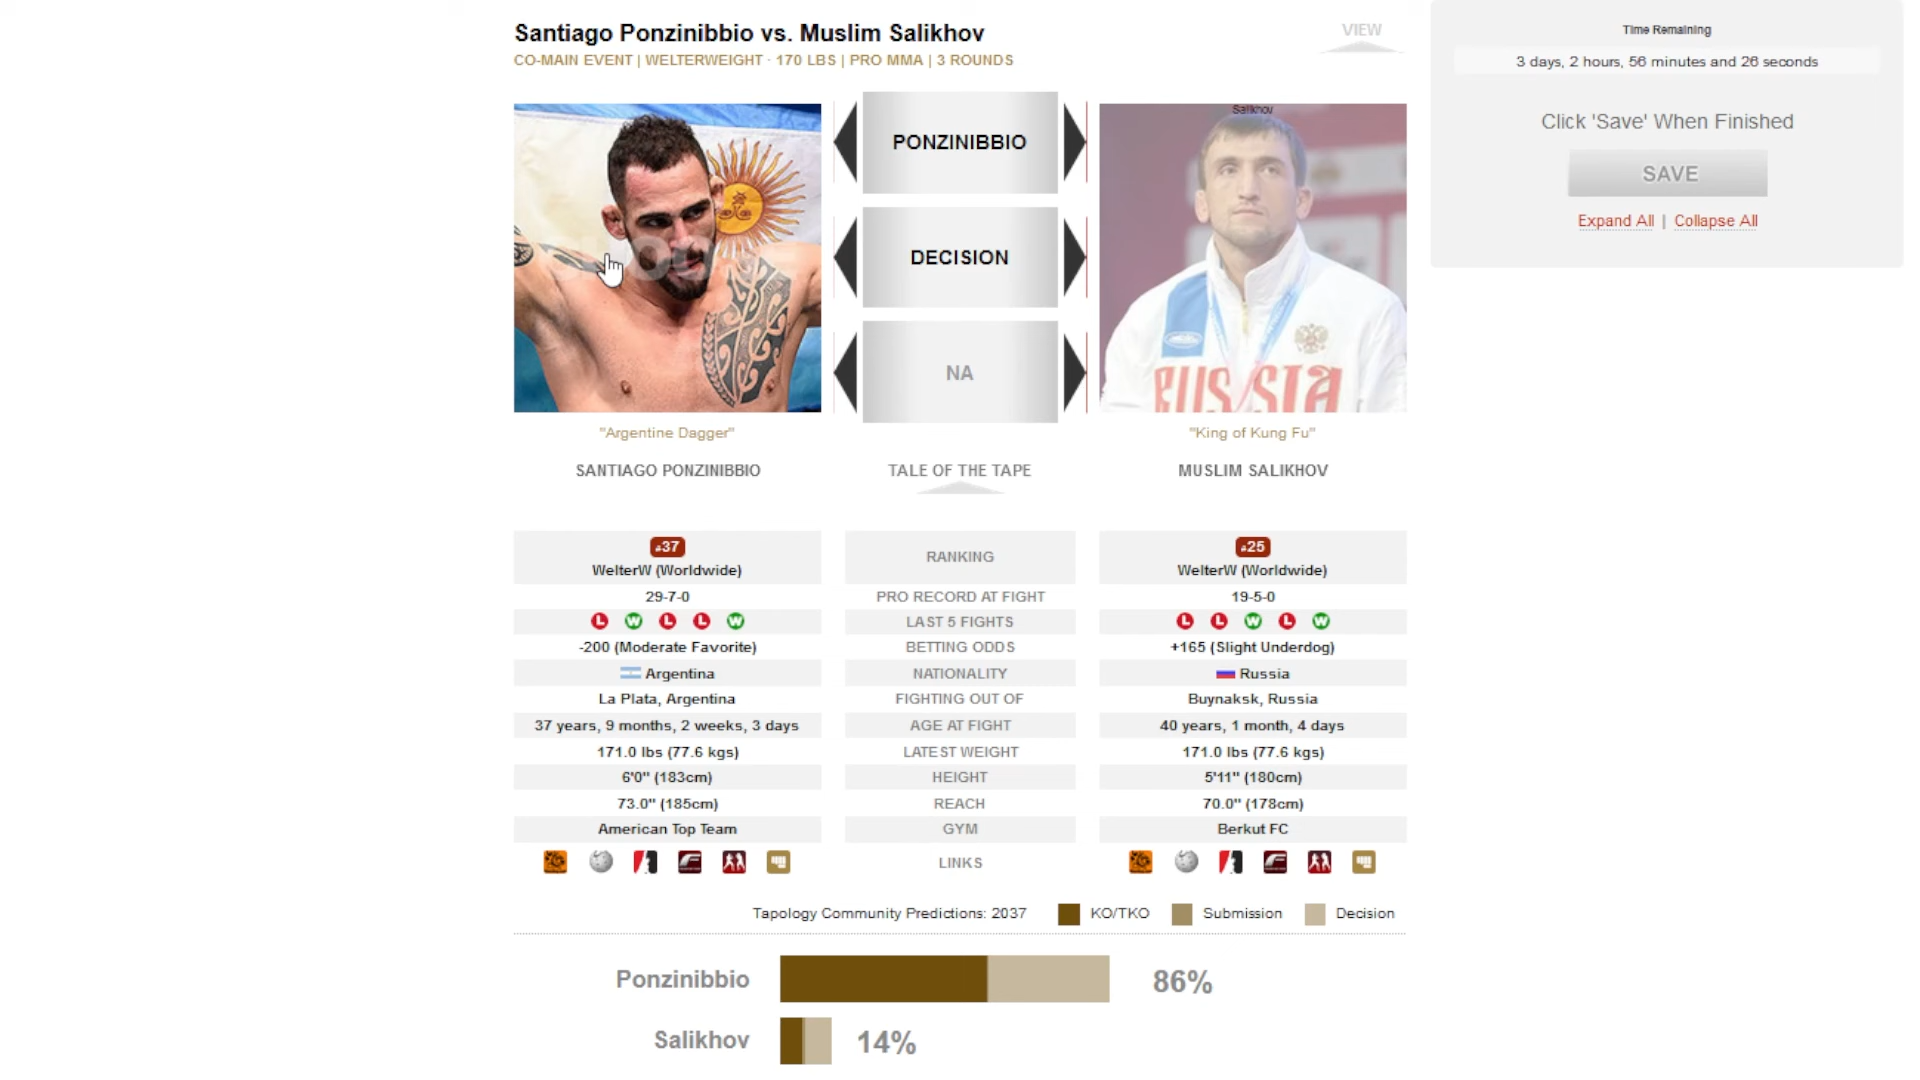 Santiago Ponzinibbio vs. Muslim Salikhov
VIEW
CO-MAIN EVENT | WELTERWEIGHT · 170 LBS | PRO MMA | 3 ROUNDS
Time Remaining
3 days, 2 hours, 56 minutes and 26 seconds
Click 'Save' When Finished
SAVE
Expand All | Collapse All
PONZINIBBIO
DECISION
NA
Salikhov
RUSSIA
"Argentine Dagger"
"King of Kung Fu"
SANTIAGO PONZINIBBIO TALE OF THE TAPE MUSLIM SALIKHOV
#37 RANKING #25
WelterW (Worldwide) WelterW (Worldwide)
29-7-0 PRO RECORD AT FIGHT 19-5-0
L W L L W LAST 5 FIGHTS L L W L W
-200 (Moderate Favorite) BETTING ODDS +165 (Slight Underdog)
Argentina NATIONALITY Russia
La Plata, Argentina FIGHTING OUT OF Buynaksk, Russia
37 years, 9 months, 2 weeks, 3 days AGE AT FIGHT 40 years, 1 month, 4 days
171.0 lbs (77.6 kgs) LATEST WEIGHT 171.0 lbs (77.6 kgs)
6'0" (183cm) HEIGHT 5'11" (180cm)
73.0" (185cm) REACH 70.0" (178cm)
American Top Team GYM Berkut FC
LINKS
Tapology Community Predictions: 2037 KO/TKO Submission Decision
Ponzinibbio 86%
Salikhov 14%